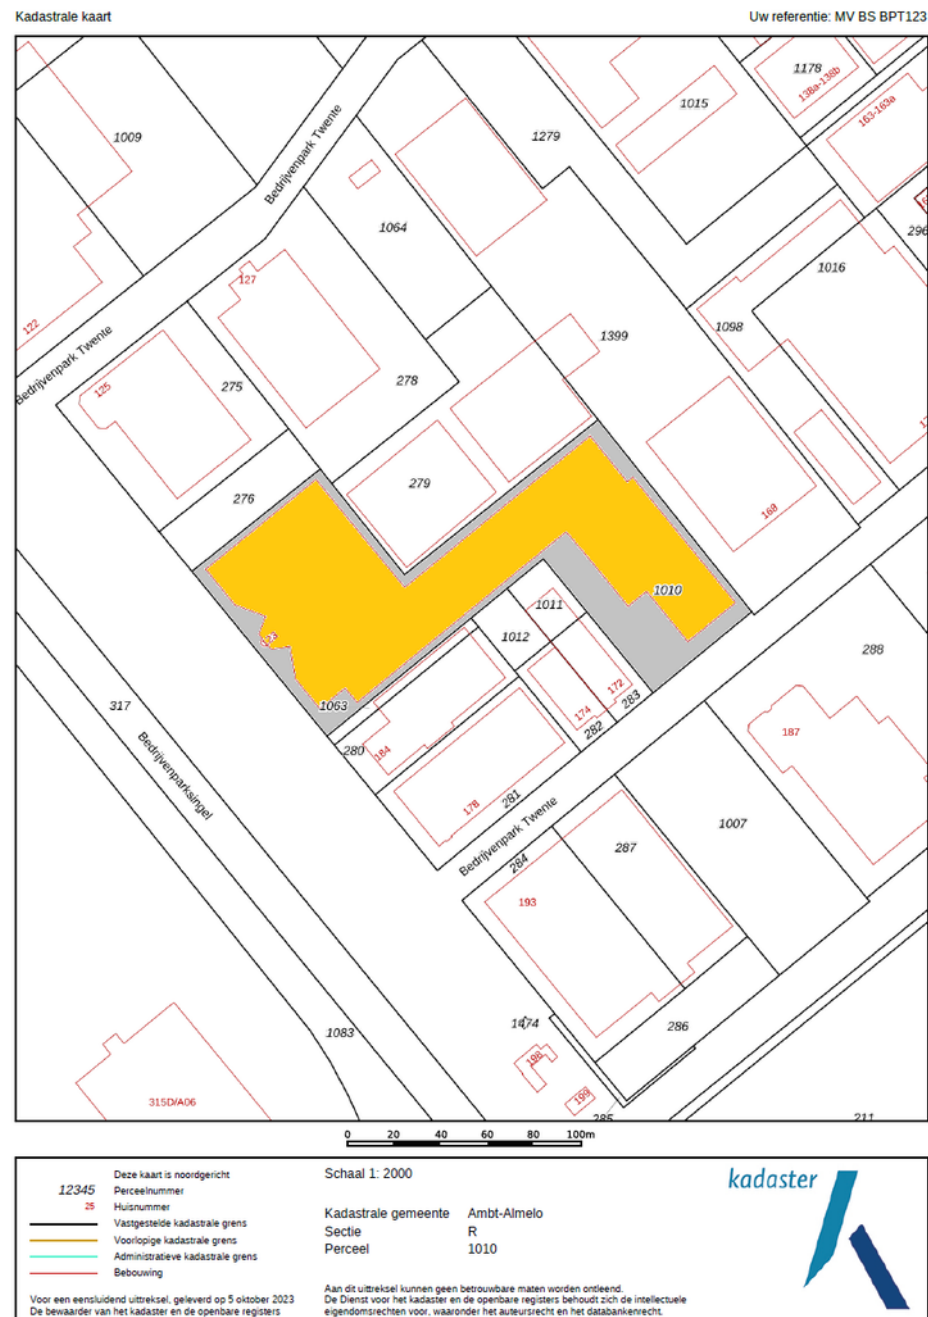 Kadastrale kaart
Uw referentie: MV BS BPT123
1178
138a-138b
1015
163-163a
1009
Bedrijvenpark Twente
1279
1064
296
1016
127
122
1098
1399
Bedrijvenpark Twente
125
275
278
279
276
168
1010
1011
1012
123
288
172
283
317
1063
174
282
280
184
187
Bedrijvenparksingel
281
178
1007
Bedrijvenpark Twente
287
284
193
286
1083
198
199
315D/A06
285
211
0 20 40 60 80 100m
Deze kaart is noordgericht
12345 Perceelnummer
25 Huisnummer
Vastgestelde kadastrale grens
Voorlopige kadastrale grens
Administratieve kadastrale grens
Bebouwing
Voor een eensluidend uittreksel, geleverd op 5 oktober 2023
De bewaarder van het kadaster en de openbare registers
Schaal 1: 2000
Kadastrale gemeente Ambt-Almelo
Sectie R
Perceel 1010
Aan dit uittreksel kunnen geen betrouwbare maten worden ontleend.
De Dienst voor het kadaster en de openbare registers behoudt zich de intellectuele
eigendomsrechten voor, waaronder het auteursrecht en het databankenrecht.
kadaster